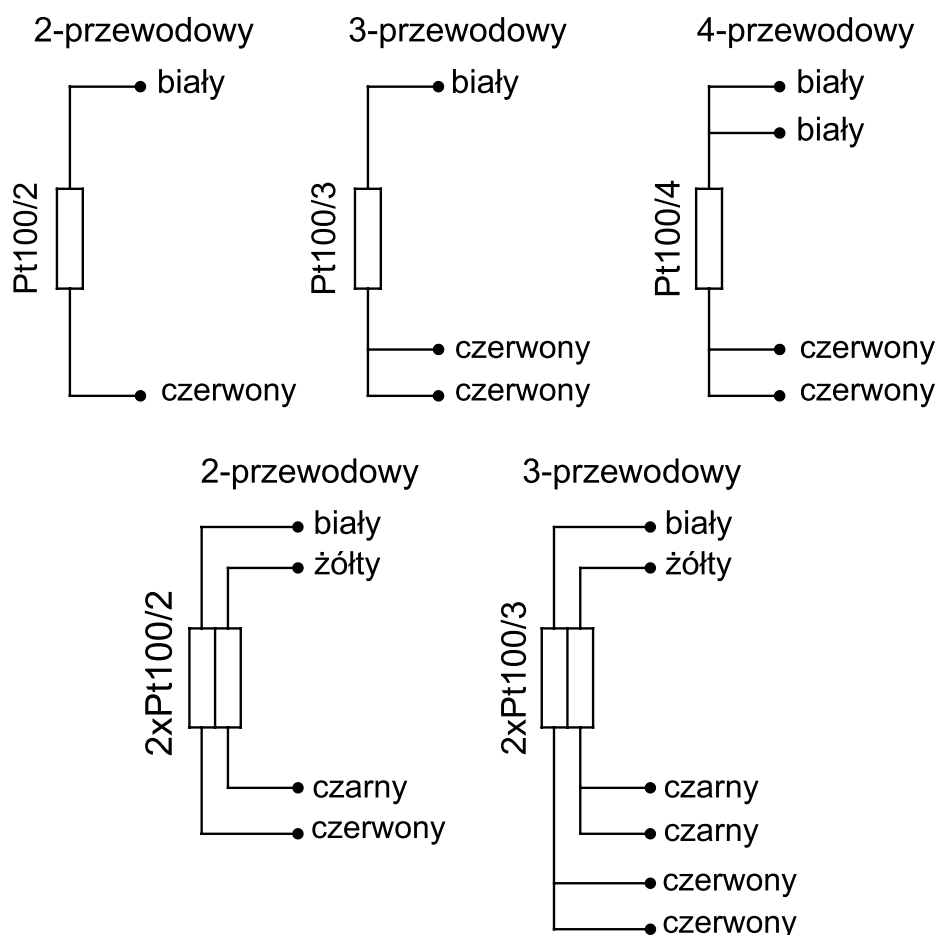 2-przewodowy
biały
Pt100/2
czerwony
3-przewodowy
biały
Pt100/3
czerwony
czerwony
4-przewodowy
biały
biały
Pt100/4
czerwony
czerwony
2-przewodowy
biały
żółty
2xPt100/2
czarny
czerwony
3-przewodowy
biały
żółty
2xPt100/3
czarny
czarny
czerwony
czerwony